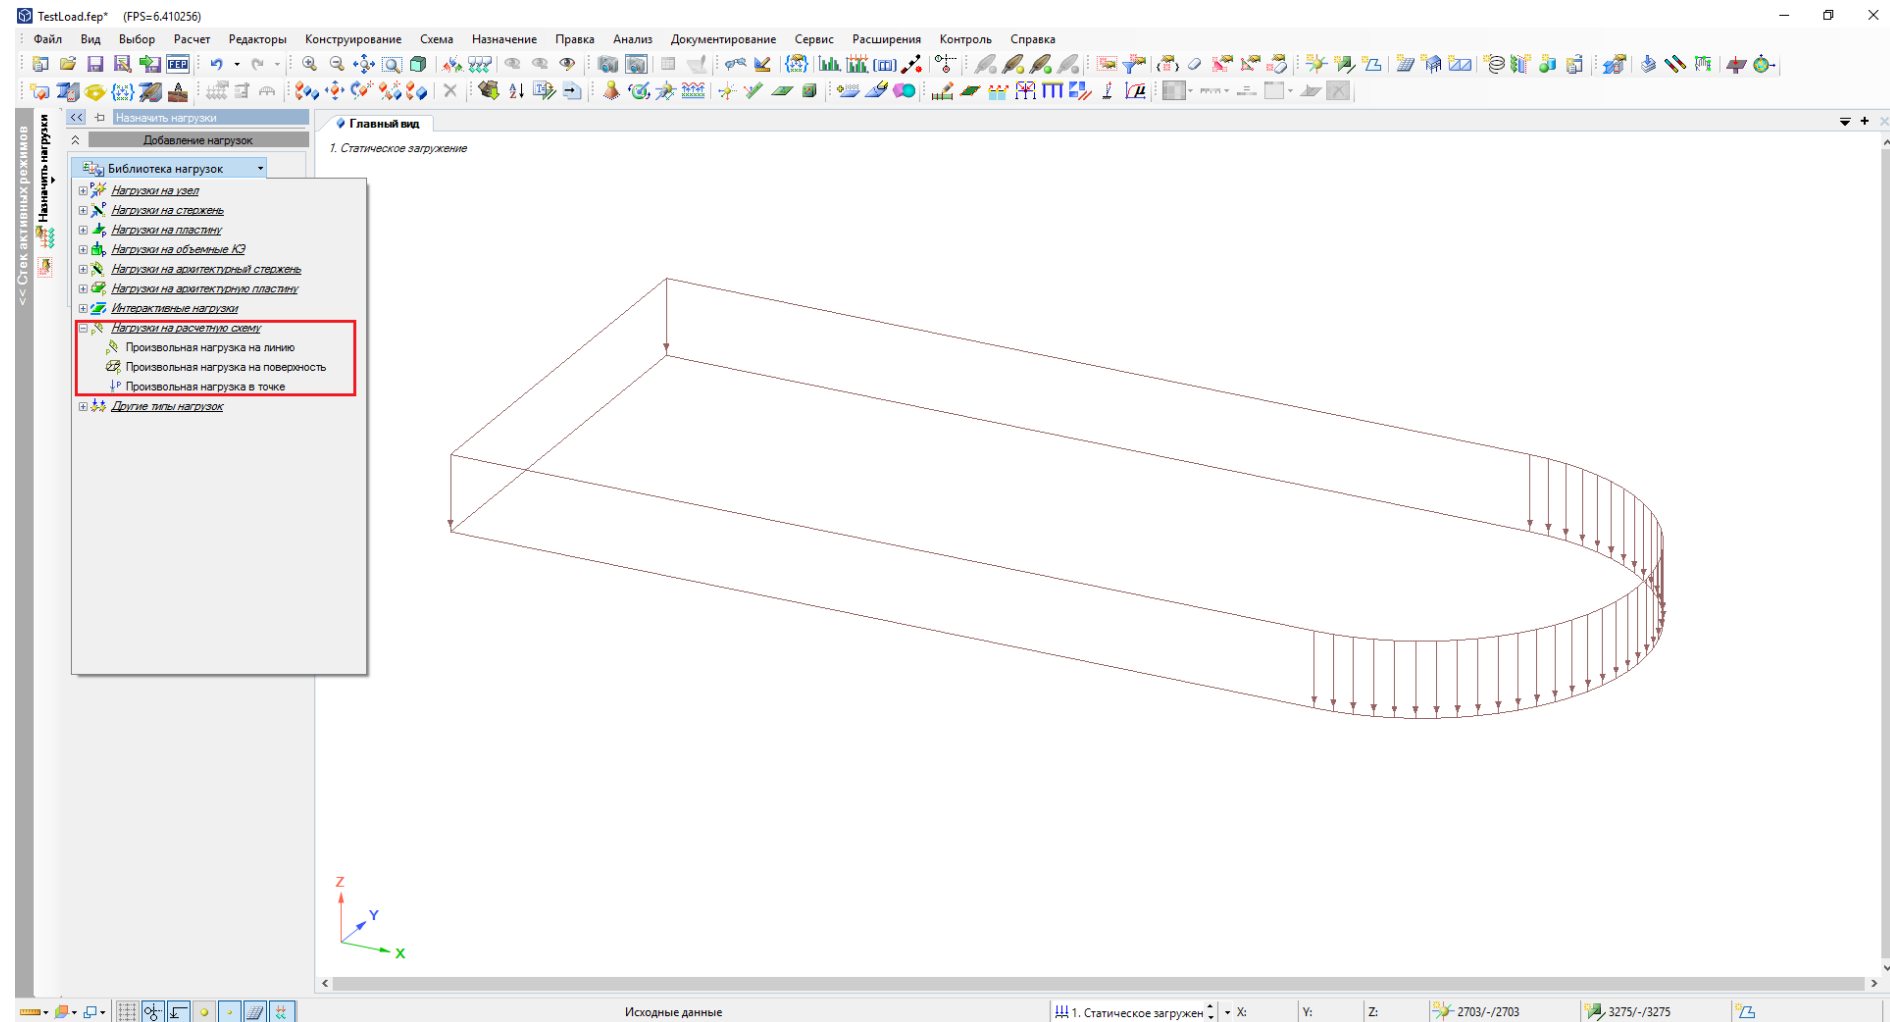 TestLoad.fep* (FPS=6.410256)
Файл Вид Выбор Расчет Редакторы Конструирование Схема Назначение Правка Анализ Документирование Сервис Расширения Контроль Справка
FEP
<< Стек активных режимов
Назначить нагрузки
<< Назначить нагрузки
Добавление нагрузок
Библиотека нагрузок
Нагрузки на узел
Нагрузки на стержень
Нагрузки на пластину
Нагрузки на объемные КЭ
Нагрузки на архитектурный стержень
Нагрузки на архитектурную пластину
Интерактивные нагрузки
Нагрузки на расчетную схему
Произвольная нагрузка на линию
Произвольная нагрузка на поверхность
Произвольная нагрузка в точке
Другие типы нагрузок
Главный вид
1. Статическое загружение
Z
Y
X
Исходные данные
1. Статическое загружен
X:
Y:
Z:
2703/-/2703
3275/-/3275